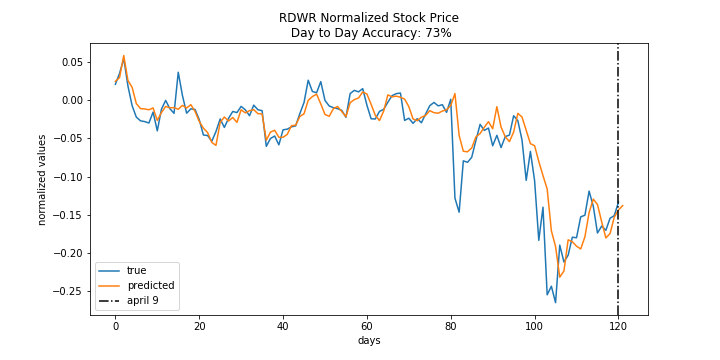 RDWR Normalized Stock Price
Day to Day Accuracy: 73%
normalized values
0.05
0.00
−0.05
−0.10
−0.15
−0.20
−0.25
true
predicted
april 9
0 20 40 60 80 100 120
days